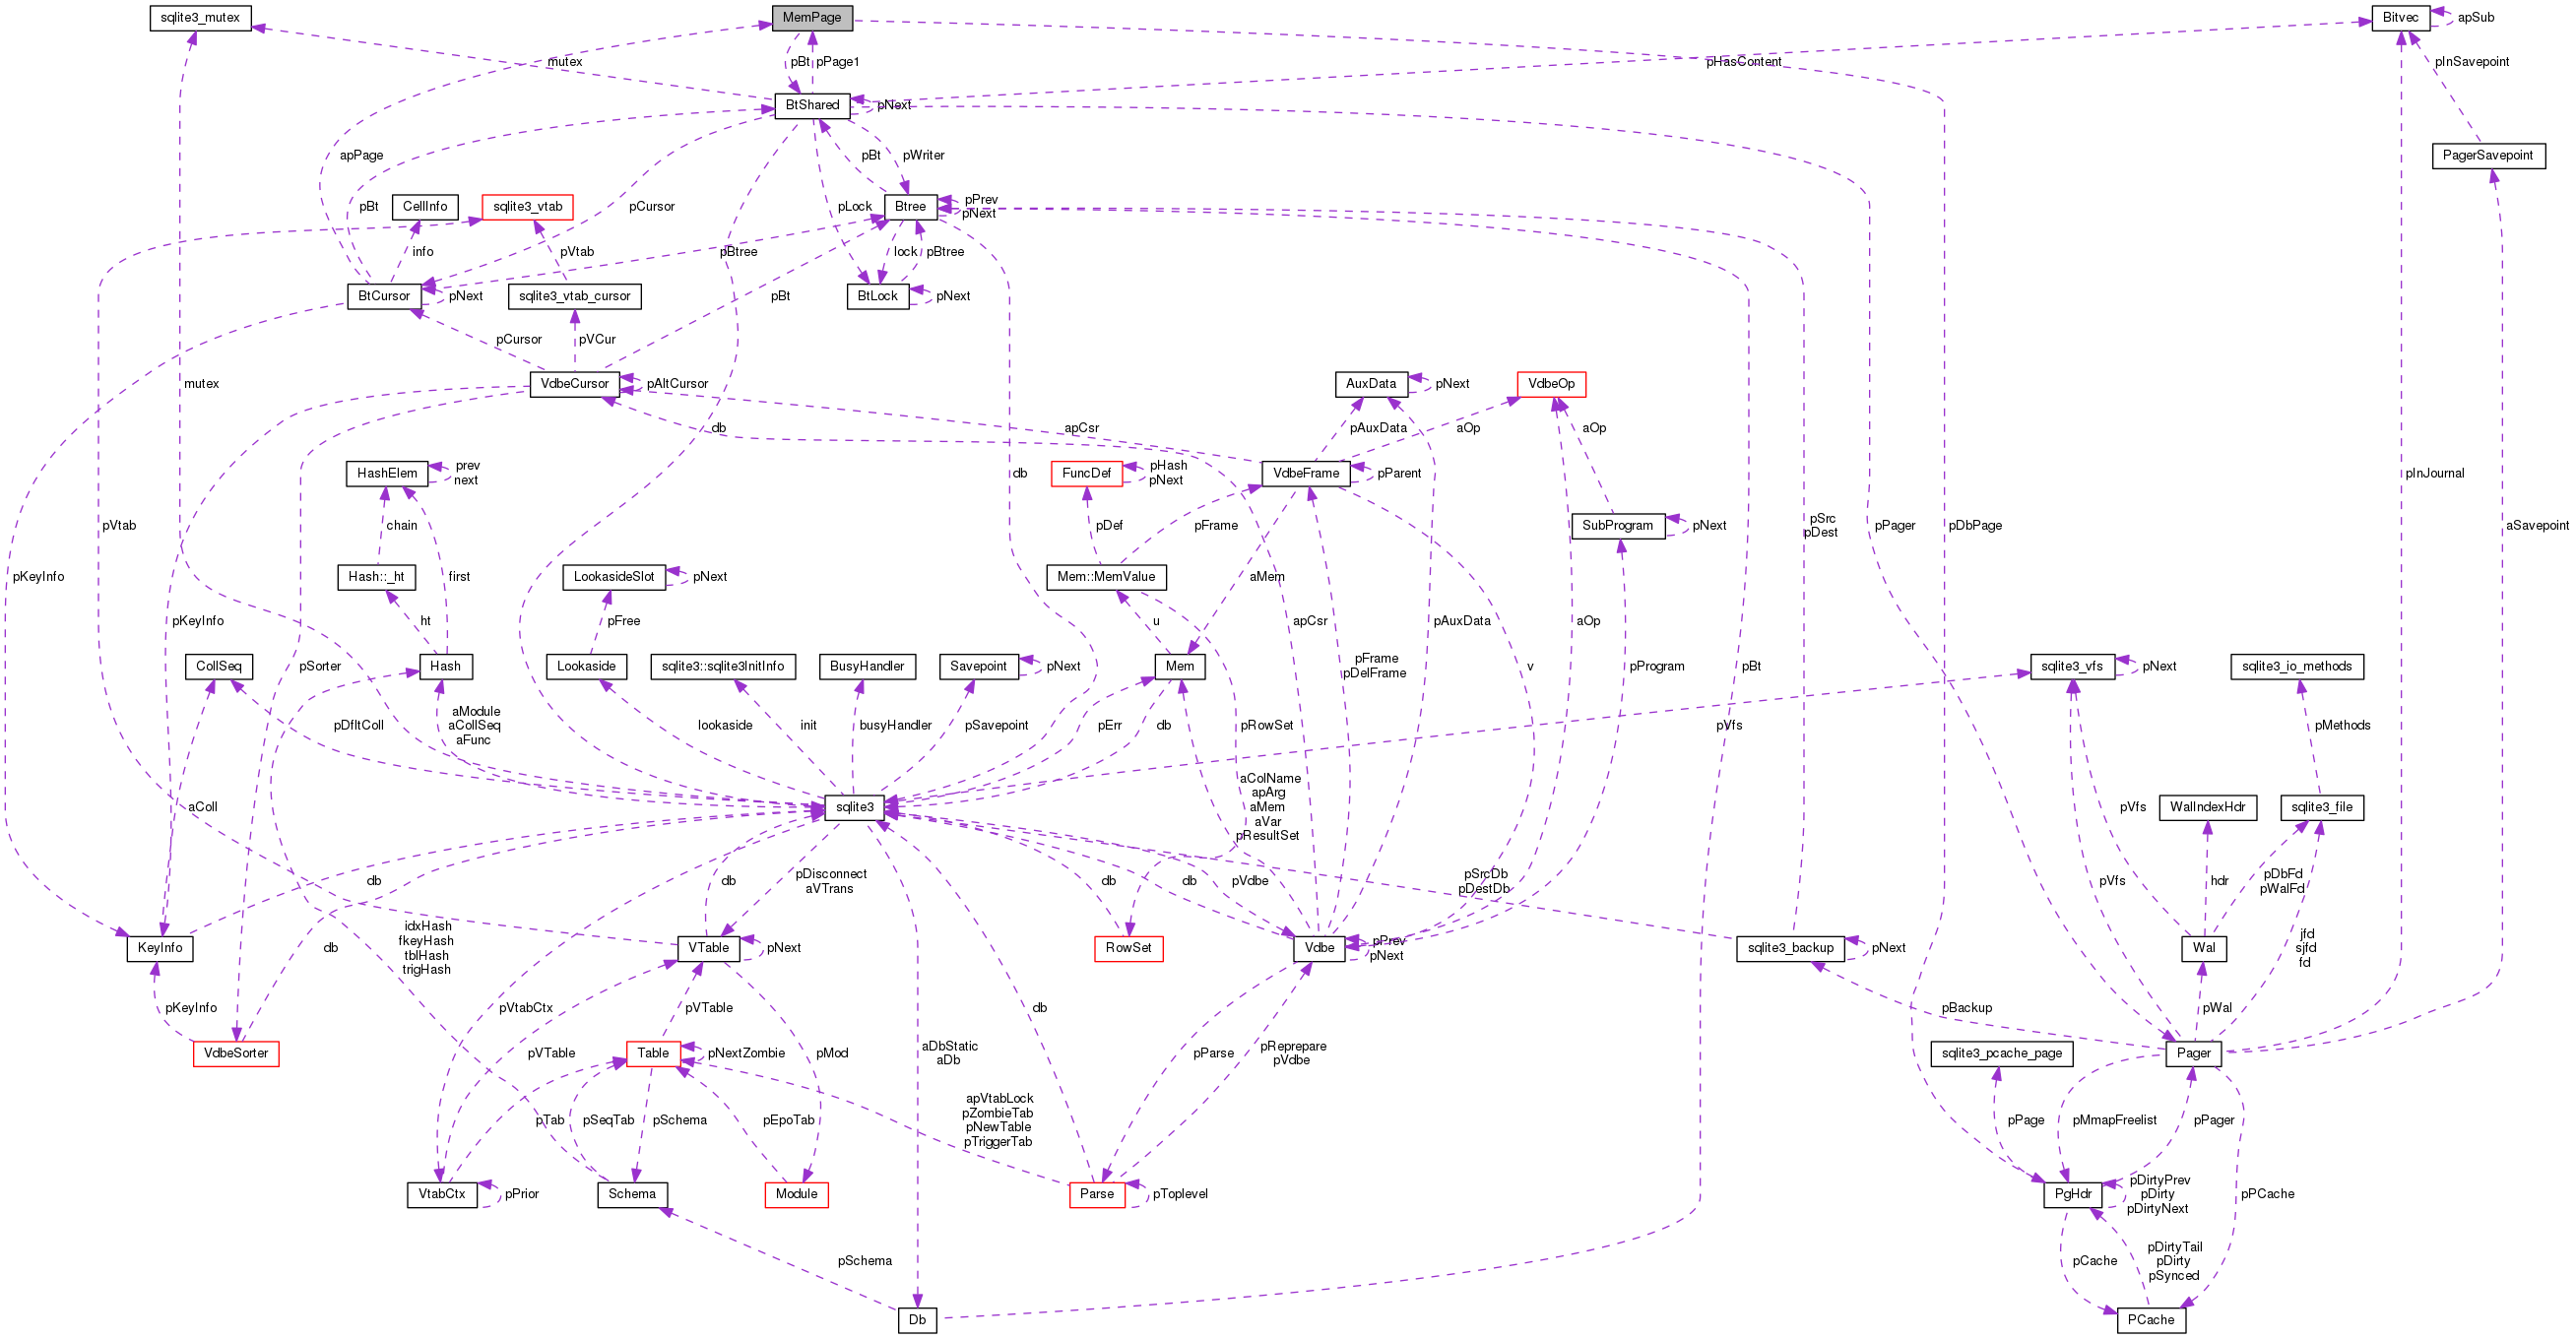 sqlite3_mutex
MemPage
Bitvec
apSub
mutex
pBt
pPage1
pHasContent
pInSavepoint
BtShared
pNext
apPage
pBt
pWriter
PagerSavepoint
pBt
CellInfo
sqlite3_vtab
pCursor
pLock
Btree
pPrev
pNext
info
pVtab
pBtree
lock
pBtree
BtCursor
pNext
sqlite3_vtab_cursor
pBt
BtLock
pNext
pCursor
pVCur
mutex
VdbeCursor
pAltCursor
AuxData
pNext
VdbeOp
db
apCsr
pAuxData
aOp
aOp
HashElem
prev
next
db
FuncDef
pHash
pNext
VdbeFrame
pParent
pInJournal
pVtab
chain
pDef
pFrame
SubProgram
pNext
pSrc
pDest
pPager
pDbPage
aSavepoint
pKeyInfo
Hash::_ht
first
LookasideSlot
pNext
Mem::MemValue
aMem
pKeyInfo
ht
pFree
u
apCsr
pAuxData
aOp
pSorter
CollSeq
Hash
Lookaside
sqlite3::sqlite3InitInfo
BusyHandler
Savepoint
pNext
Mem
pFrame
pDelFrame
v
pProgram
pBt
sqlite3_vfs
pNext
sqlite3_io_methods
pDfltColl
aModule
aCollSeq
aFunc
lookaside
init
busyHandler
pSavepoint
pErr
db
pRowSet
pVfs
pMethods
aColl
sqlite3
aColName
apArg
aMem
aVar
pResultSet
pVfs
WalIndexHdr
sqlite3_file
db
db
pDisconnect
aVTrans
db
db
pVdbe
pSrcDb
pDestDb
pVfs
hdr
pDbFd
pWalFd
KeyInfo
db
idxHash
fkeyHash
tblHash
trigHash
VTable
pNext
RowSet
Vdbe
pPrev
pNext
sqlite3_backup
pNext
Wal
jfd
sjfd
fd
pKeyInfo
pVtabCtx
pVTable
db
pBackup
pWal
VdbeSorter
pVTable
Table
pNextZombie
pMod
aDbStatic
aDb
pParse
pReprepare
pVdbe
sqlite3_pcache_page
Pager
pTab
pSeqTab
pSchema
pEpoTab
apVtabLock
pZombieTab
pNewTable
pTriggerTab
pPage
pMmapFreelist
pPager
VtabCtx
pPrior
Schema
Module
Parse
pToplevel
PgHdr
pDirtyPrev
pDirty
pDirtyNext
pPCache
pSchema
pCache
pDirtyTail
pDirty
pSynced
Db
PCache